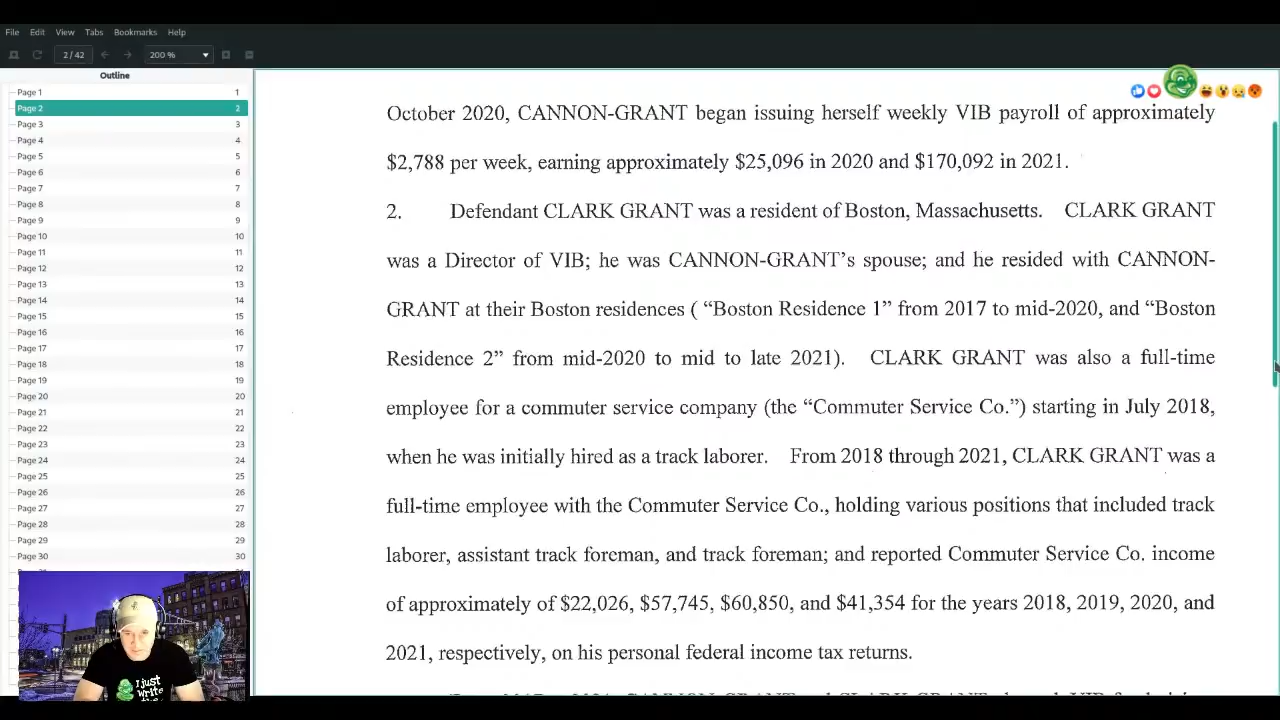 File Edit View Tabs Bookmarks Help
2 / 42
200 %
Outline
Page 1 1
Page 2 2
Page 3 3
Page 4 4
Page 5 5
Page 6 6
Page 7 7
Page 8 8
Page 9 9
Page 10 10
Page 11 11
Page 12 12
Page 13 13
Page 14 14
Page 15 15
Page 16 16
Page 17 17
Page 18 18
Page 19 19
Page 20 20
Page 21 21
Page 22 22
Page 23 23
Page 24 24
Page 25 25
Page 26 26
Page 27 27
Page 28 28
Page 29 29
Page 30 30
October 2020, CANNON-GRANT began issuing herself weekly VIB payroll of approximately
$2,788 per week, earning approximately $25,096 in 2020 and $170,092 in 2021.
2. Defendant CLARK GRANT was a resident of Boston, Massachusetts. CLARK GRANT
was a Director of VIB; he was CANNON-GRANT’s spouse; and he resided with CANNON-
GRANT at their Boston residences ( “Boston Residence 1” from 2017 to mid-2020, and “Boston
Residence 2” from mid-2020 to mid to late 2021). CLARK GRANT was also a full-time
employee for a commuter service company (the “Commuter Service Co.”) starting in July 2018,
when he was initially hired as a track laborer. From 2018 through 2021, CLARK GRANT was a
full-time employee with the Commuter Service Co., holding various positions that included track
laborer, assistant track foreman, and track foreman; and reported Commuter Service Co. income
of approximately of $22,026, $57,745, $60,850, and $41,354 for the years 2018, 2019, 2020, and
2021, respectively, on his personal federal income tax returns.
I just
Write